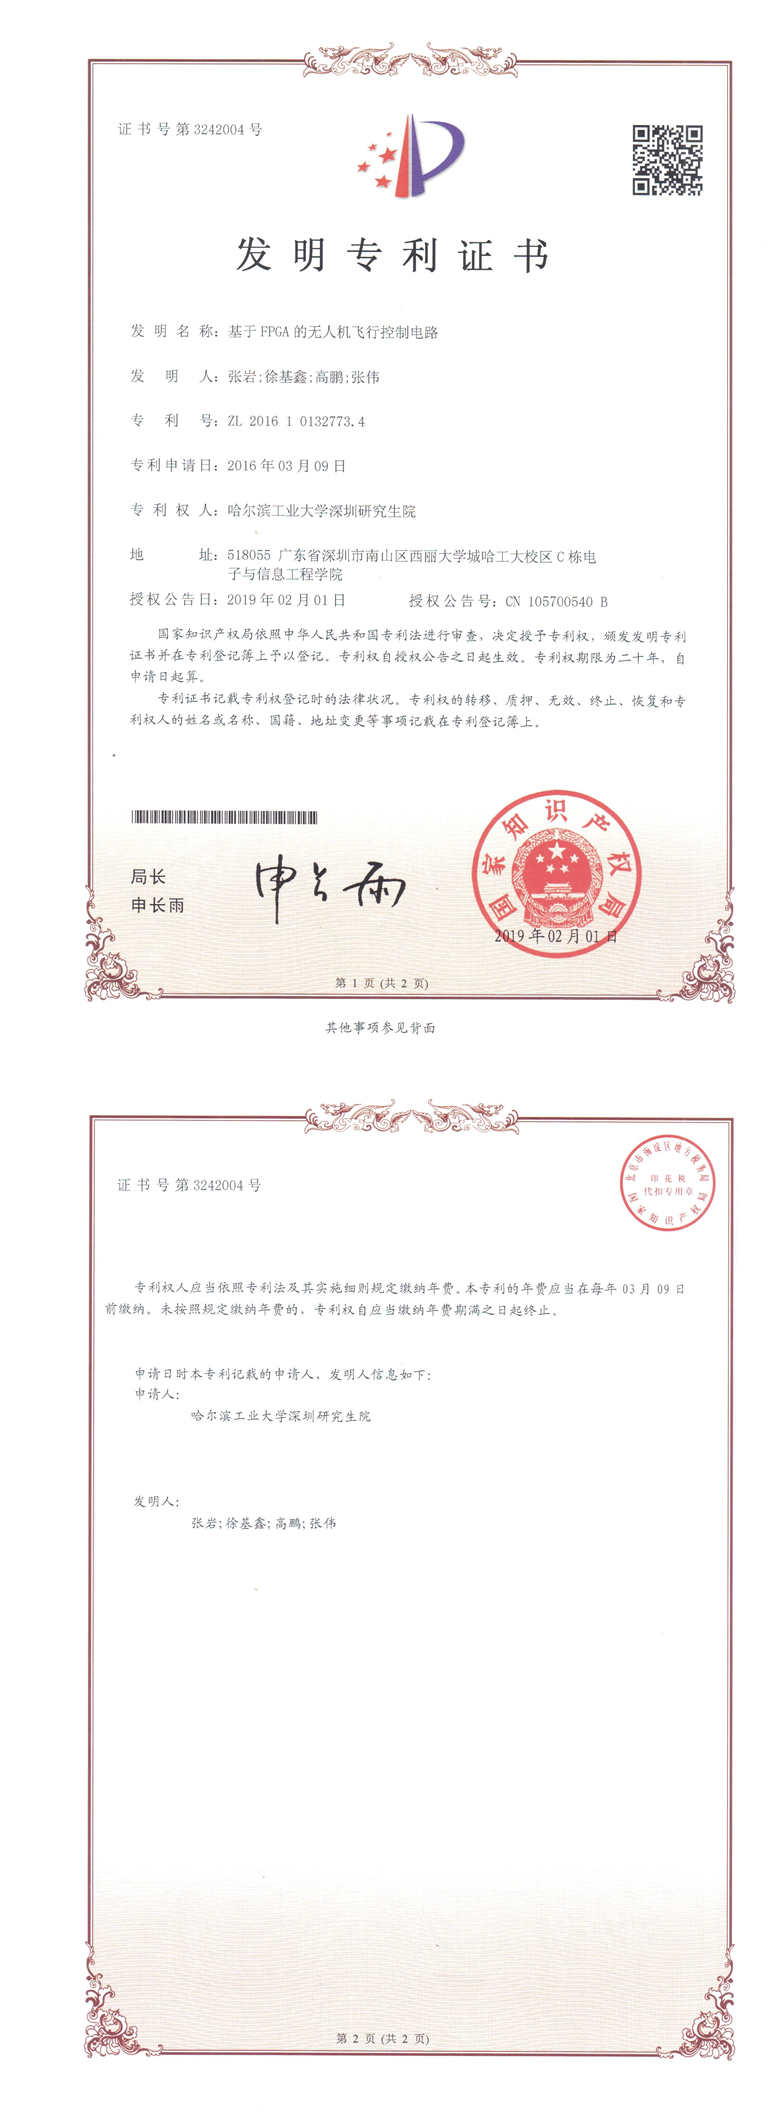 证书号第3242004号
发明专利证书
发明名称：基于FPGA的无人机飞行控制电路
发明人：张岩;徐基鑫;高鹏;张伟
专利号：ZL 2016 1 0132773.4
专利申请日：2016年03月09日
专利权人：哈尔滨工业大学深圳研究生院
地址：518055 广东省深圳市南山区西丽大学城哈工大校区C栋电
子与信息工程学院
授权公告日：2019年02月01日 授权公告号：CN 105700540 B
国家知识产权局依照中华人民共和国专利法进行审查，决定授予专利权，颁发发明专利
证书并在专利登记簿上予以登记。专利权自授权公告之日起生效。专利权期限为二十年，自
申请日起算。
专利证书记载专利权登记时的法律状况。专利权的转移、质押、无效、终止、恢复和专
利权人的姓名或名称、国籍、地址变更等事项记载在专利登记簿上。
局长
申长雨
申长雨
国家知识产权局
2019年02月01日
第 1 页 (共 2 页)
其他事项参见背面
证书号第3242004号
北京市海淀区地方税务局
印花税
代扣专用章
国家知识产权局
专利权人应当依照专利法及其实施细则规定缴纳年费。本专利的年费应当在每年03月09日
前缴纳。未按照规定缴纳年费的，专利权自应当缴纳年费期满之日起终止。
申请日时本专利记载的申请人、发明人信息如下：
申请人：
哈尔滨工业大学深圳研究生院
发明人：
张岩;徐基鑫;高鹏;张伟
第 2 页 (共 2 页)